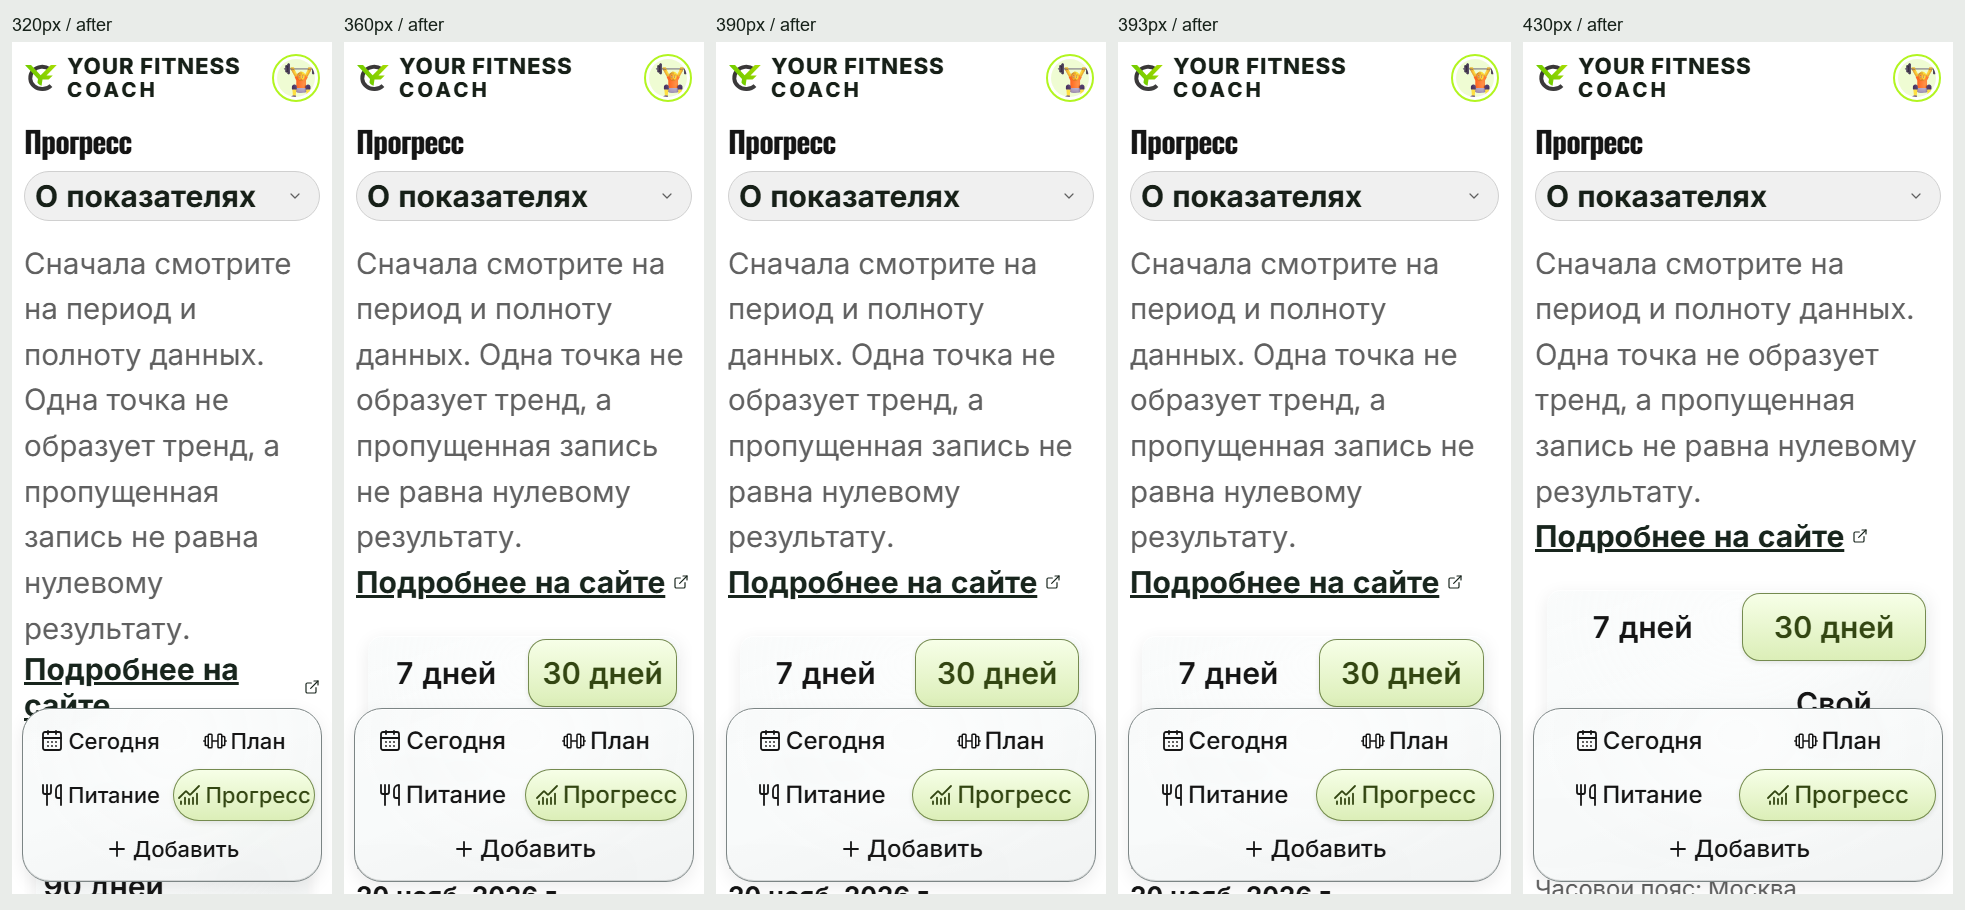 320px / after
YOUR FITNESS
COACH
Прогресс
О показателях
Сначала смотрите
на период и
полноту данных.
Одна точка не
образует тренд, а
пропущенная
запись не равна
нулевому
результату.
Подробнее на
сайте
Сегодня
План
Питание
Прогресс
+ Добавить
90 дней
360px / after
YOUR FITNESS
COACH
Прогресс
О показателях
Сначала смотрите на
период и полноту
данных. Одна точка не
образует тренд, а
пропущенная запись
не равна нулевому
результату.
Подробнее на сайте
7 дней
30 дней
Сегодня
План
Питание
Прогресс
+ Добавить
390px / after
YOUR FITNESS
COACH
Прогресс
О показателях
Сначала смотрите на
период и полноту
данных. Одна точка не
образует тренд, а
пропущенная запись не
равна нулевому
результату.
Подробнее на сайте
7 дней
30 дней
Сегодня
План
Питание
Прогресс
+ Добавить
393px / after
YOUR FITNESS
COACH
Прогресс
О показателях
Сначала смотрите на
период и полноту
данных. Одна точка не
образует тренд, а
пропущенная запись не
равна нулевому
результату.
Подробнее на сайте
7 дней
30 дней
Сегодня
План
Питание
Прогресс
+ Добавить
430px / after
YOUR FITNESS
COACH
Прогресс
О показателях
Сначала смотрите на
период и полноту данных.
Одна точка не образует
тренд, а пропущенная
запись не равна нулевому
результату.
Подробнее на сайте
7 дней
30 дней
Свой
Сегодня
План
Питание
Прогресс
+ Добавить
Часовой пояс: Москва